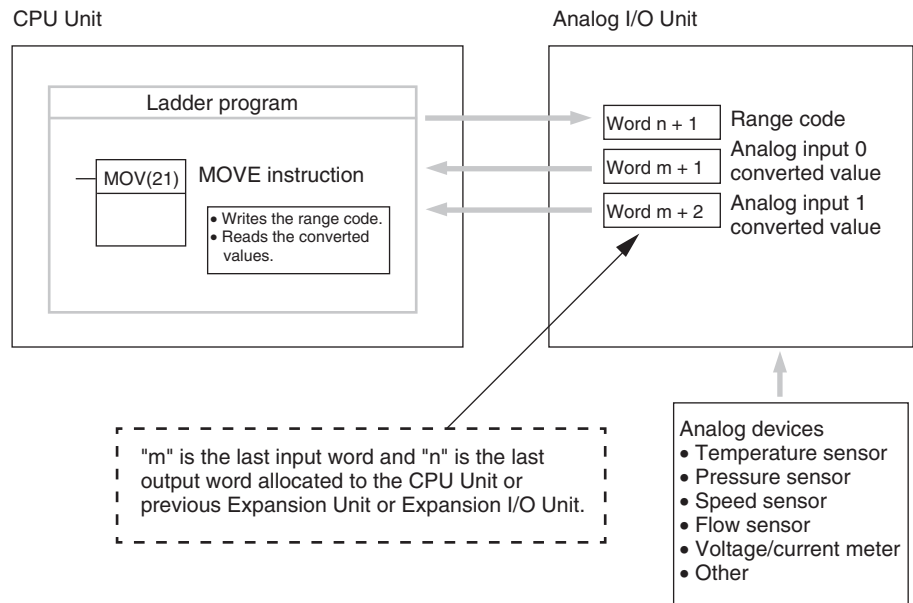 CPU Unit
Analog I/O Unit
Ladder program
MOV(21)
MOVE instruction
• Writes the range code.
• Reads the converted
values.
Word n + 1
Range code
Word m + 1
Analog input 0
converted value
Word m + 2
Analog input 1
converted value
"m" is the last input word and "n" is the last
output word allocated to the CPU Unit or
previous Expansion Unit or Expansion I/O Unit.
Analog devices
• Temperature sensor
• Pressure sensor
• Speed sensor
• Flow sensor
• Voltage/current meter
• Other